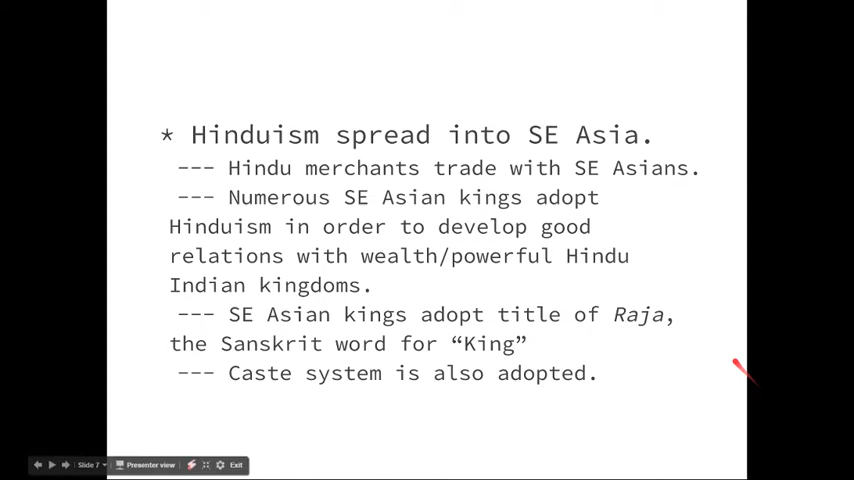 * Hinduism spread into SE Asia.
--- Hindu merchants trade with SE Asians.
--- Numerous SE Asian kings adopt
Hinduism in order to develop good
relations with wealth/powerful Hindu
Indian kingdoms.
--- SE Asian kings adopt title of Raja,
the Sanskrit word for “King”
--- Caste system is also adopted.
Slide 7 Presenter view Exit